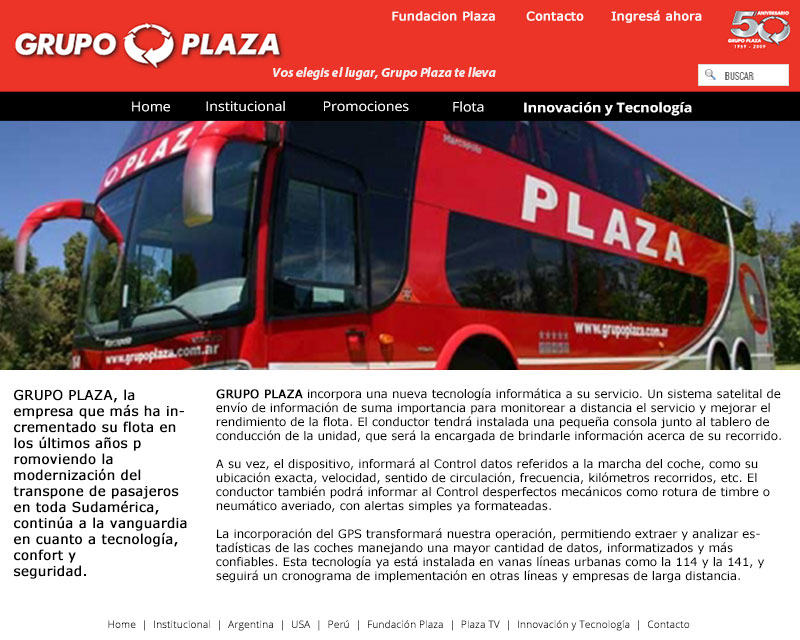 Fundacion Plaza Contacto Ingresá ahora
50 ANIVERSARIO
GRUPO PLAZA
1959 - 2009
GRUPO PLAZA
Vos elegis el lugar, Grupo Plaza te lleva
BUSCAR
Home Institucional Promociones Flota Innovación y Tecnología
PLAZA
Marcopolo
PLAZA
www.grupoplaza.com.ar
www.grupoplaza.com.ar
GRUPO PLAZA, la
empresa que más ha in-
crementado su flota en
los últimos años p
romoviendo la
modernización del
transpone de pasajeros
en toda Sudamérica,
continúa a la vanguardia
en cuanto a tecnología,
confort y
seguridad.
GRUPO PLAZA incorpora una nueva tecnología informática a su servicio. Un sistema satelital de
envío de información de suma importancia para monitorear a distancia el servicio y mejorar el
rendimiento de la flota. El conductor tendrá instalada una pequeña consola junto al tablero de
conducción de la unidad, que será la encargada de brindarle información acerca de su recorrido.
A su vez, el dispositivo, informará al Control datos referidos a la marcha del coche, como su
ubicación exacta, velocidad, sentido de circulación, frecuencia, kilómetros recorridos, etc. El
conductor también podrá informar al Control desperfectos mecánicos como rotura de timbre o
neumático averiado, con alertas simples ya formateadas.
La incorporación del GPS transformará nuestra operación, permitiendo extraer y analizar es-
tadísticas de las coches manejando una mayor cantidad de datos, informatizados y más
confiables. Esta tecnología ya está instalada en vanas líneas urbanas como la 114 y la 141, y
seguirá un cronograma de implementación en otras líneas y empresas de larga distancia.
Home | Institucional | Argentina | USA | Perú | Fundación Plaza | Plaza TV | Innovación y Tecnología | Contacto